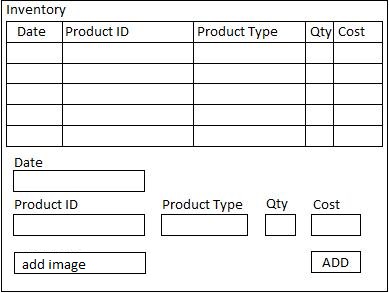 Inventory
Date Product ID Product Type Qty Cost
Date
Product ID Product Type Qty Cost
add image ADD